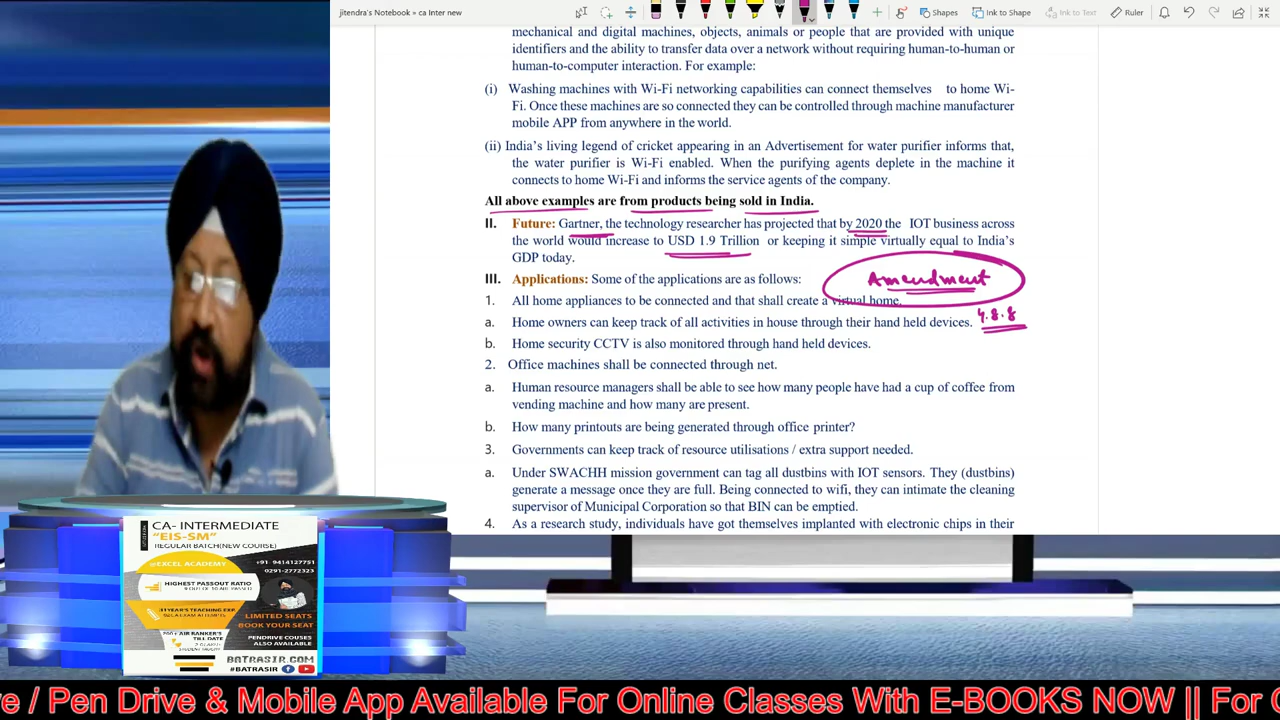 jitendra's Notebook » ca Inter new
Shapes
Ink to Shape
Ink to Text
Ruler
mechanical and digital machines, objects, animals or people that are provided with unique
identifiers and the ability to transfer data over a network without requiring human-to-human or
human-to-computer interaction. For example:
(i) Washing machines with Wi-Fi networking capabilities can connect themselves to home Wi-
Fi. Once these machines are so connected they can be controlled through machine manufacturer
mobile APP from anywhere in the world.
(ii) India's living legend of cricket appearing in an Advertisement for water purifier informs that,
the water purifier is Wi-Fi enabled. When the purifying agents deplete in the machine it
connects to home Wi-Fi and informs the service agents of the company.
All above examples are from products being sold in India.
II. Future: Gartner, the technology researcher has projected that by 2020 the IOT business across
the world would increase to USD 1.9 Trillion or keeping it simple virtually equal to India's
GDP today.
III. Applications: Some of the applications are as follows:
Amendment
1. All home appliances to be connected and that shall create a virtual home.
4.8.8
a. Home owners can keep track of all activities in house through their hand held devices.
b. Home security CCTV is also monitored through hand held devices.
2. Office machines shall be connected through net.
a. Human resource managers shall be able to see how many people have had a cup of coffee from
vending machine and how many are present.
b. How many printouts are being generated through office printer?
3. Governments can keep track of resource utilisations / extra support needed.
a. Under SWACHH mission government can tag all dustbins with IOT sensors. They (dustbins)
generate a message once they are full. Being connected to wifi, they can intimate the cleaning
supervisor of Municipal Corporation so that BIN can be emptied.
4. As a research study, individuals have got themselves implanted with electronic chips in their
CA- INTERMEDIATE
"EIS-SM"
REGULAR BATCH(NEW COURSE)
@EXCEL ACADEMY
+91- 9414127751
0291-2772323
HIGHEST PASSOUT RATIO
LIMITED SEATS
BOOK YOUR SEAT
PENDRIVE COUSES
ALSO AVAILABLE
TILL DATE
BATRASIR.COM
#BATRASIR
e / Pen Drive & Mobile App Available For Online Classes With E-BOOKS NOW || For